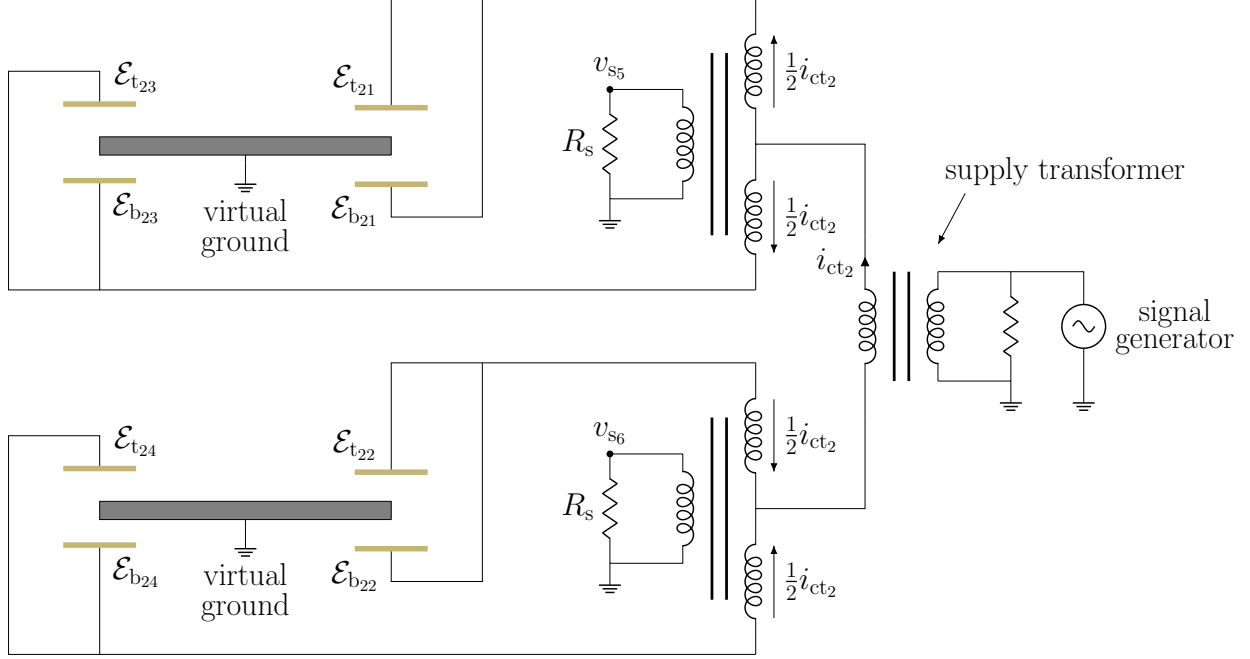 ℰt23
ℰt21
vs5
½ict2
Rs
supply transformer
ℰb23
virtual
ground
ℰb21
½ict2
ict2
signal
generator
ℰt24
ℰt22
vs6
½ict2
Rs
ℰb24
virtual
ground
ℰb22
½ict2